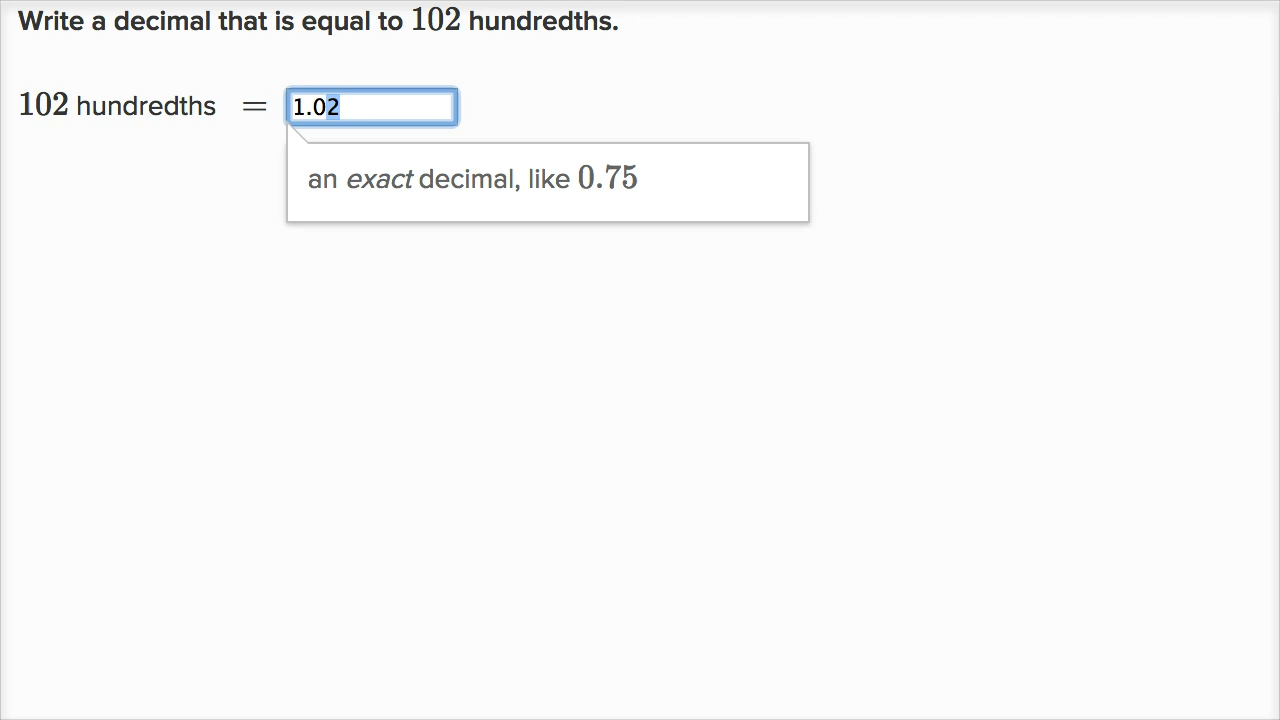 Write a decimal that is equal to 102 hundredths.
102 hundredths = 1.02
an exact decimal, like 0.75